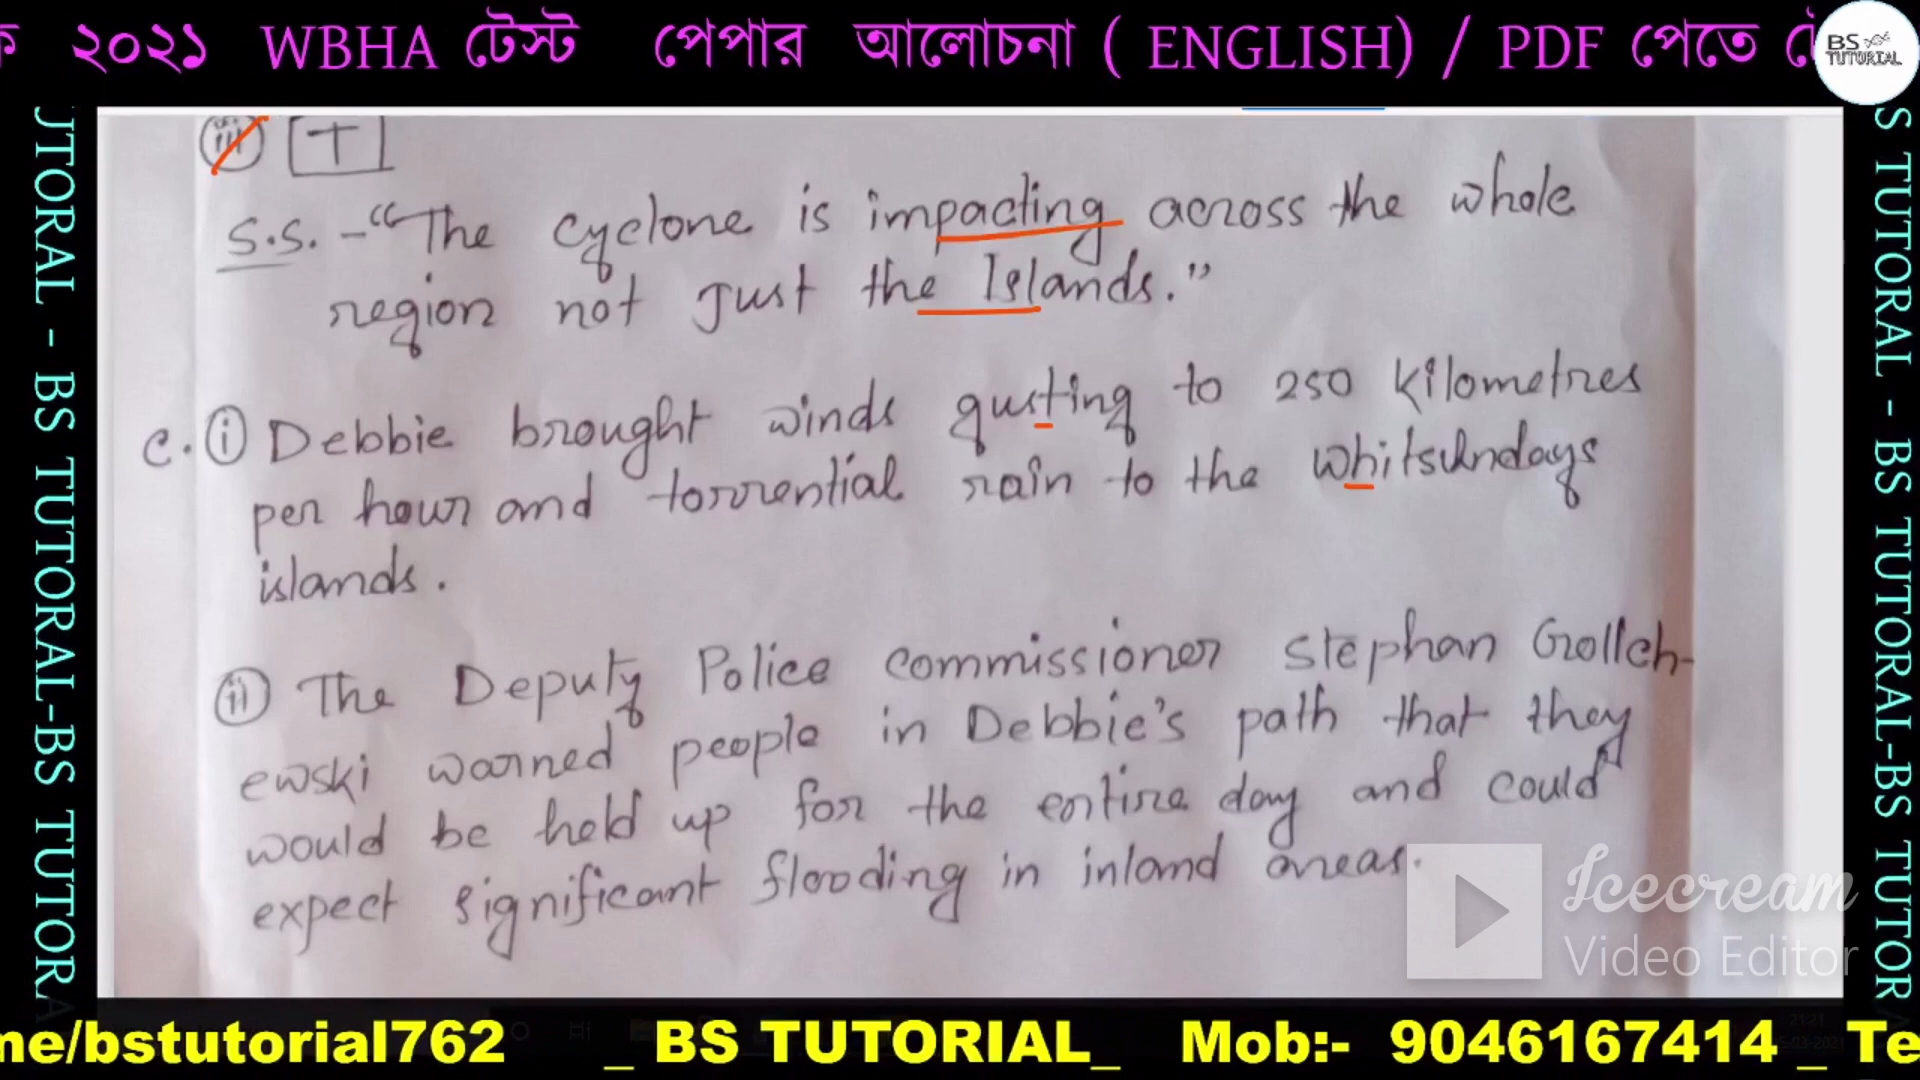 ২০২১ WBHA টেস্ট পেপার আলোচনা ( ENGLISH) / PDF পেতে
BS
TUTORIAL
iii T
S.S. - "The cyclone is impacting across the whole
region not Just the Islands."
c. i Debbie brought winds gusting to 250 kilometres
per hour and torrential rain to the whitsundays
islands.
ii The Deputy Police commissioner Stephan Gollch-
ewski warned people in Debbie's path that they
would be held up for the entire day and could
expect significant flooding in inland areas.
Icecream
Video Editor
JTORAL - BS TUTORAL-BS TUTORA
S TUTORAL - BS TUTORAL-BS TUTOR
me/bstutorial762 _ BS TUTORIAL_ Mob:- 9046167414 _ Te